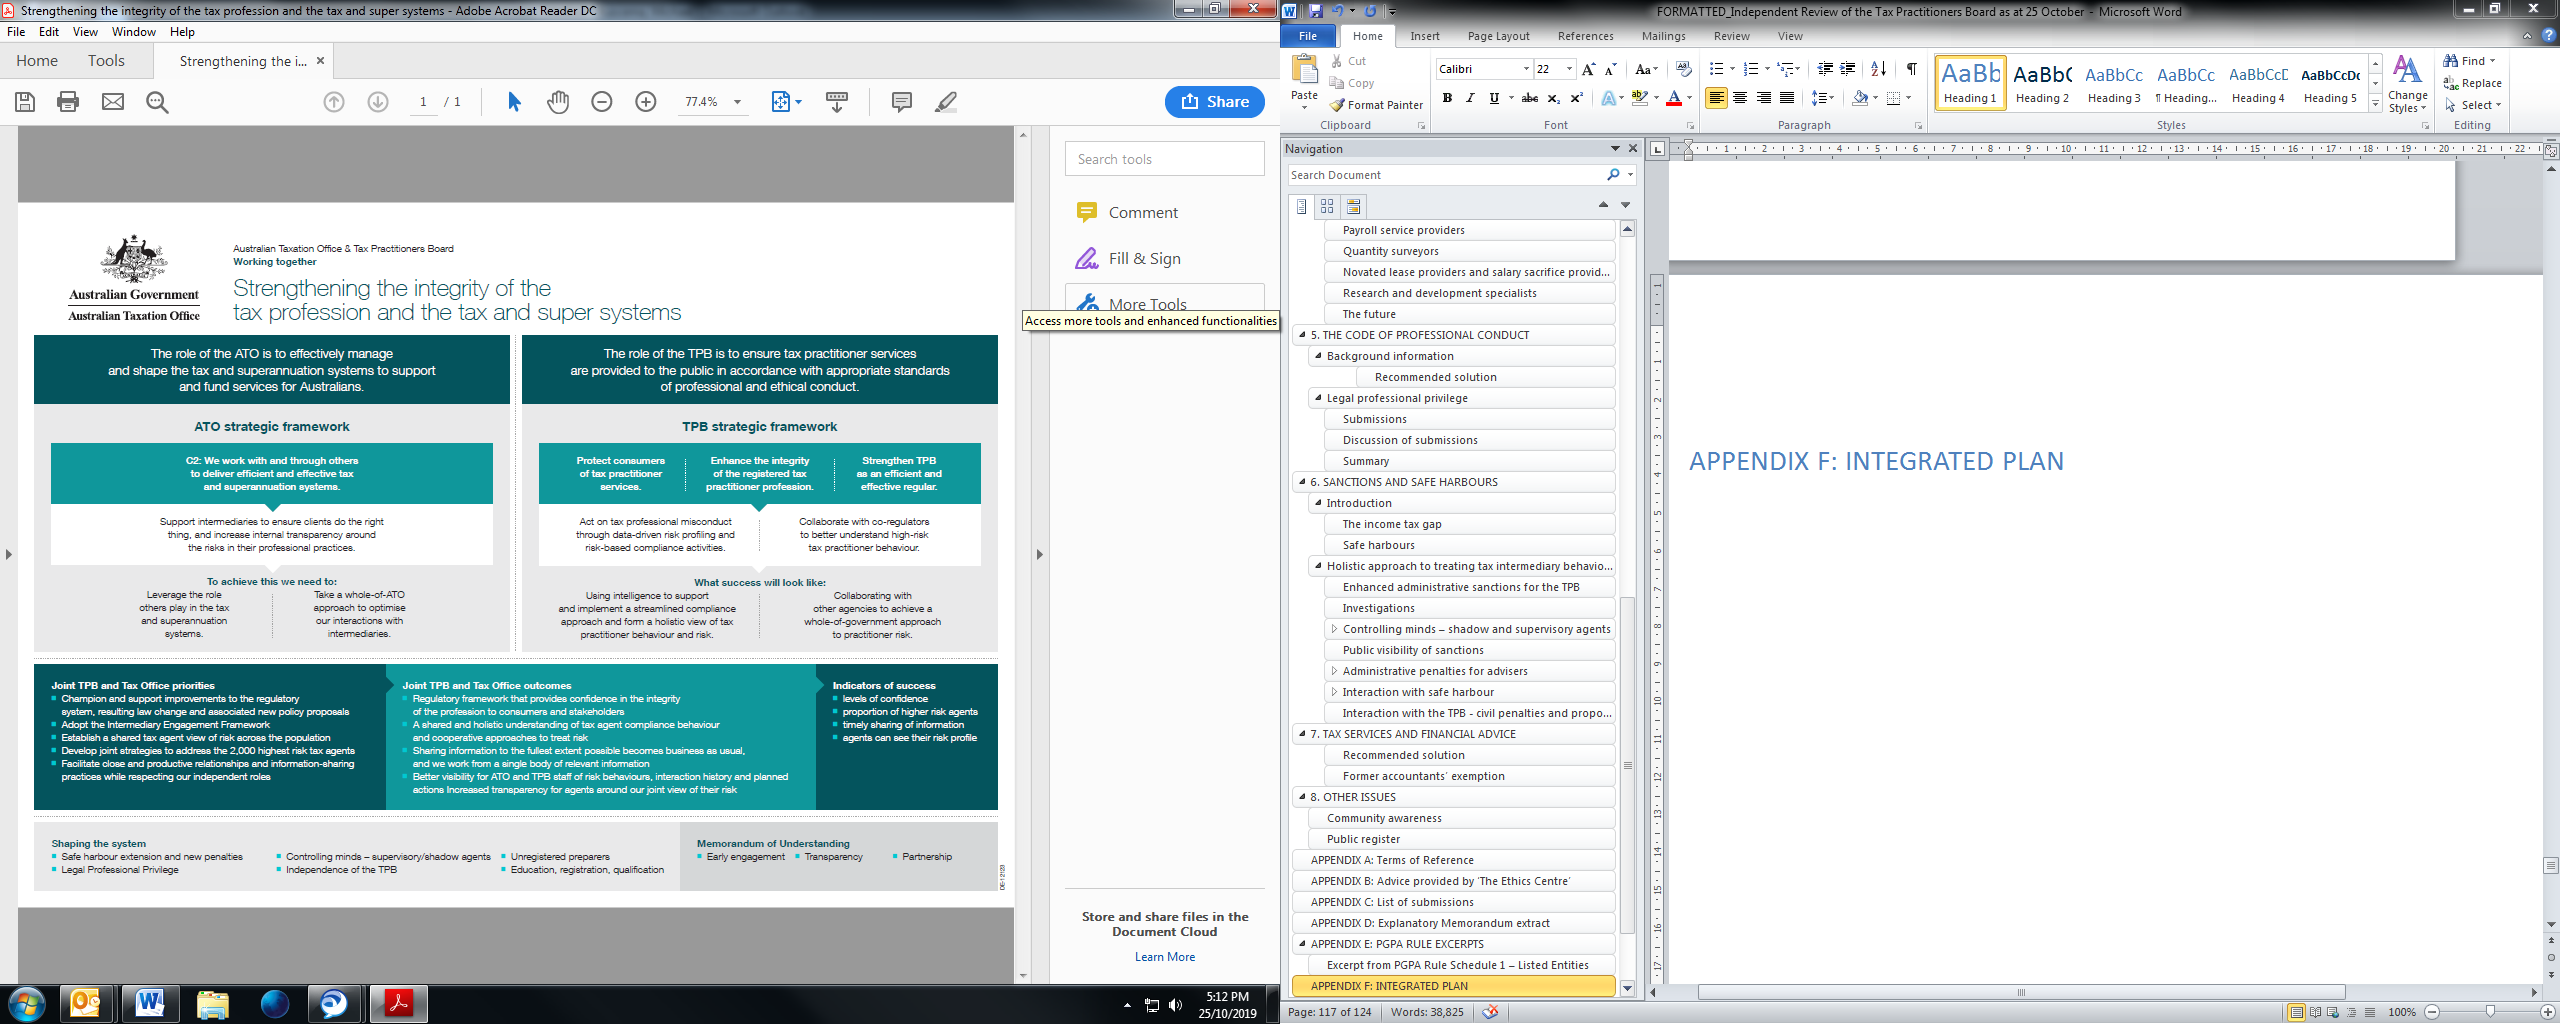 Strengthening the integrity of the tax profession and the tax and super systems - Adobe Acrobat Reader DC
File Edit View Window Help
Home Tools Strengthening the i... ×
1 / 1 77.4% Share
Search tools
Comment
Fill & Sign
More Tools
Access more tools and enhanced functionalities
Store and share files in the
Document Cloud
Learn More
Australian Government
Australian Taxation Office
Australian Taxation Office & Tax Practitioners Board
Working together
Strengthening the integrity of the
tax profession and the tax and super systems
The role of the ATO is to effectively manage
and shape the tax and superannuation systems to support
and fund services for Australians.
ATO strategic framework
C2: We work with and through others
to deliver efficient and effective tax
and superannuation systems.
Support intermediaries to ensure clients do the right
thing, and increase internal transparency around
the risks in their professional practices.
To achieve this we need to:
Leverage the role
others play in the tax
and superannuation
systems.
Take a whole-of-ATO
approach to optimise
our interactions with
intermediaries.
The role of the TPB is to ensure tax practitioner services
are provided to the public in accordance with appropriate standards
of professional and ethical conduct.
TPB strategic framework
Protect consumers
of tax practitioner
services.
Enhance the integrity
of the registered tax
practitioner profession.
Strengthen TPB
as an efficient and
effective regular.
Act on tax professional misconduct
through data-driven risk profiling and
risk-based compliance activities.
Collaborate with co-regulators
to better understand high-risk
tax practitioner behaviour.
What success will look like:
Using intelligence to support
and implement a streamlined compliance
approach and form a holistic view of tax
practitioner behaviour and risk.
Collaborating with
other agencies to achieve a
whole-of-government approach
to practitioner risk.
Joint TPB and Tax Office priorities
Champion and support improvements to the regulatory
system, resulting law change and associated new policy proposals
Adopt the Intermediary Engagement Framework
Establish a shared tax agent view of risk across the population
Develop joint strategies to address the 2,000 highest risk tax agents
Facilitate close and productive relationships and information-sharing
practices while respecting our independent roles
Joint TPB and Tax Office outcomes
Regulatory framework that provides confidence in the integrity
of the profession to consumers and stakeholders
A shared and holistic understanding of tax agent compliance behaviour
and cooperative approaches to treat risk
Sharing information to the fullest extent possible becomes business as usual,
and we work from a single body of relevant information
Better visibility for ATO and TPB staff of risk behaviours, interaction history and planned
actions Increased transparency for agents around our joint view of their risk
Indicators of success
levels of confidence
proportion of higher risk agents
timely sharing of information
agents can see their risk profile
Shaping the system
Safe harbour extension and new penalties
Legal Professional Privilege
Controlling minds – supervisory/shadow agents
Independence of the TPB
Unregistered preparers
Education, registration, qualification
Memorandum of Understanding
Early engagement Transparency Partnership
DE-12123
5:12 PM
25/10/2019
FORMATTED_Independent Review of the Tax Practitioners Board as at 25 October - Microsoft Word
File Home Insert Page Layout References Mailings Review View
Paste
Cut
Copy
Format Painter
Clipboard
Calibri 22
Font
Paragraph
AaBb AaBbC AaBbCc AaBbCc AaBbCcD AaBbCcDc
Heading 1 Heading 2 Heading 3 ¶ Heading... Heading 4 Heading 5
Change
Styles
Styles
Find
Replace
Select
Editing
Navigation
Search Document
Payroll service providers
Quantity surveyors
Novated lease providers and salary sacrifice provid...
Research and development specialists
The future
5. THE CODE OF PROFESSIONAL CONDUCT
Background information
Recommended solution
Legal professional privilege
Submissions
Discussion of submissions
Summary
6. SANCTIONS AND SAFE HARBOURS
Introduction
The income tax gap
Safe harbours
Holistic approach to treating tax intermediary behavio...
Enhanced administrative sanctions for the TPB
Investigations
Controlling minds – shadow and supervisory agents
Public visibility of sanctions
Administrative penalties for advisers
Interaction with safe harbour
Interaction with the TPB - civil penalties and propo...
7. TAX SERVICES AND FINANCIAL ADVICE
Recommended solution
Former accountants' exemption
8. OTHER ISSUES
Community awareness
Public register
APPENDIX A: Terms of Reference
APPENDIX B: Advice provided by 'The Ethics Centre'
APPENDIX C: List of submissions
APPENDIX D: Explanatory Memorandum extract
APPENDIX E: PGPA RULE EXCERPTS
Excerpt from PGPA Rule Schedule 1 – Listed Entities
APPENDIX F: INTEGRATED PLAN
APPENDIX F: INTEGRATED PLAN
Page: 117 of 124 Words: 38,825 100%